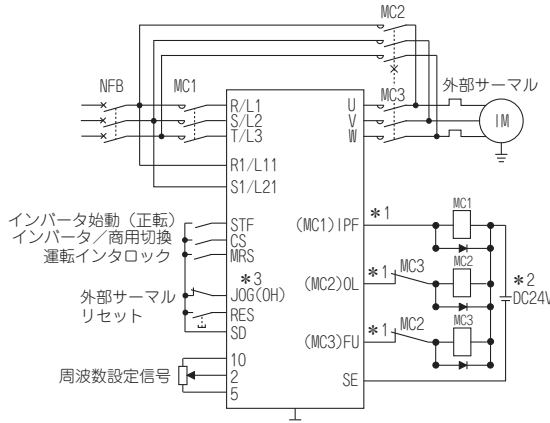 MC2
NFB
MC1
MC3
外部サーマル
R/L1
S/L2
T/L3
U
V
W
IM
R1/L11
S1/L21
インバータ始動（正転）
インバータ／商用切換
運転インタロック
外部サーマル
リセット
STF
CS
MRS
*3
JOG(OH)
RES
SD
周波数設定信号
10
2
5
(MC1)IPF
*1
MC1
(MC2)OL
*1
MC3
MC2
*2
DC24V
(MC3)FU
*1
MC2
MC3
SE